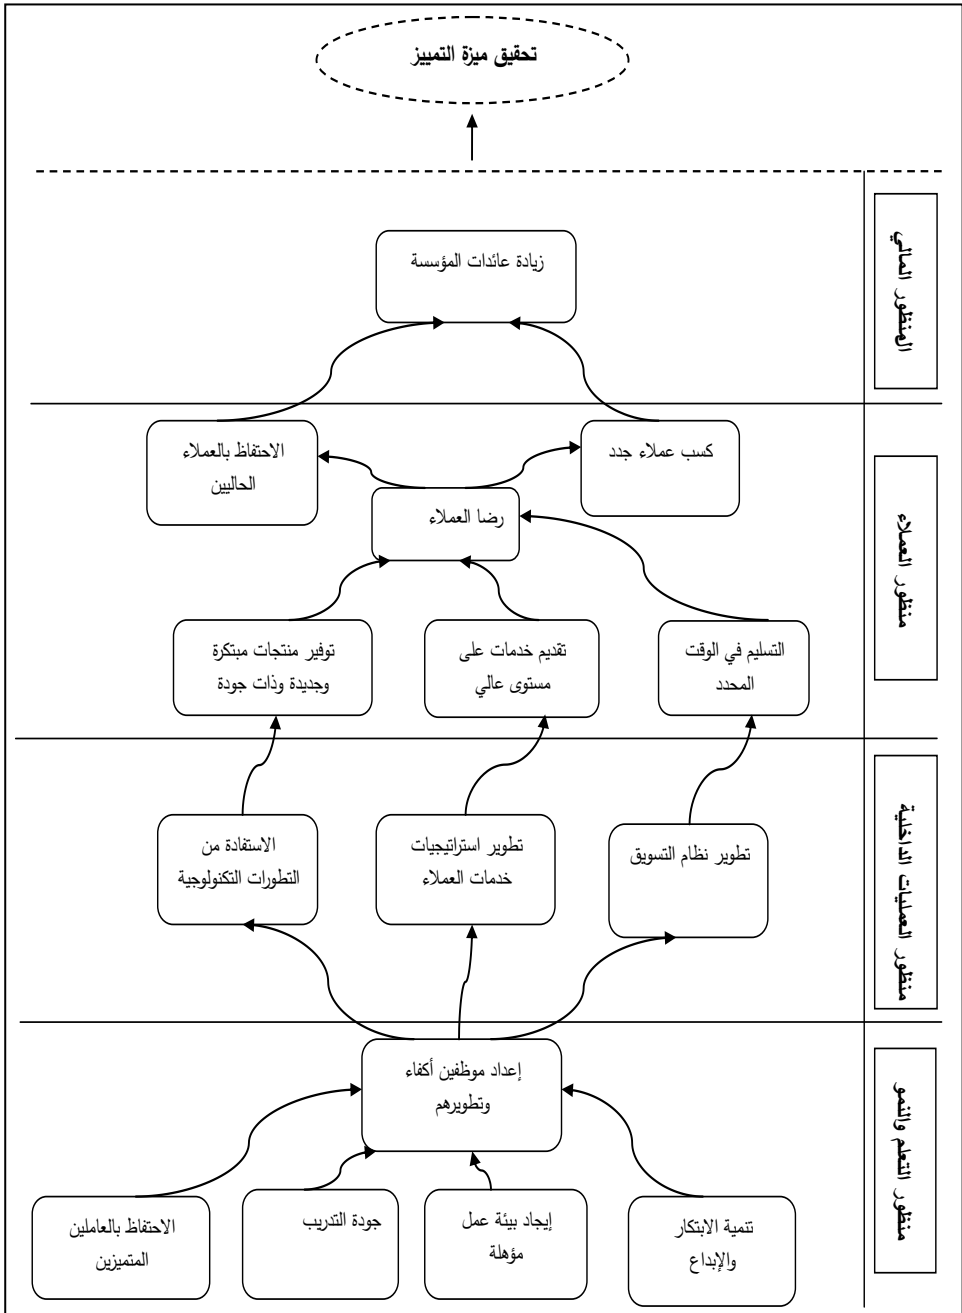 تحقيق ميزة التمييز
المنظور المالي
زيادة عائدات المؤسسة
منظور العملاء
كسب عملاء جدد
الاحتفاظ بالعملاء
الحاليين
رضا العملاء
التسليم في الوقت
المحدد
تقديم خدمات على
مستوى عالي
توفير منتجات مبتكرة
وجديدة وذات جودة
منظور العمليات الداخلية
تطوير نظام التسويق
تطوير استراتيجيات
خدمات العملاء
الاستفادة من
التطورات التكنولوجية
منظور التعلم والنمو
إعداد موظفين أكفاء
وتطويرهم
تنمية الابتكار
والإبداع
إيجاد بيئة عمل
مؤهلة
جودة التدريب
الاحتفاظ بالعاملين
المتميزين